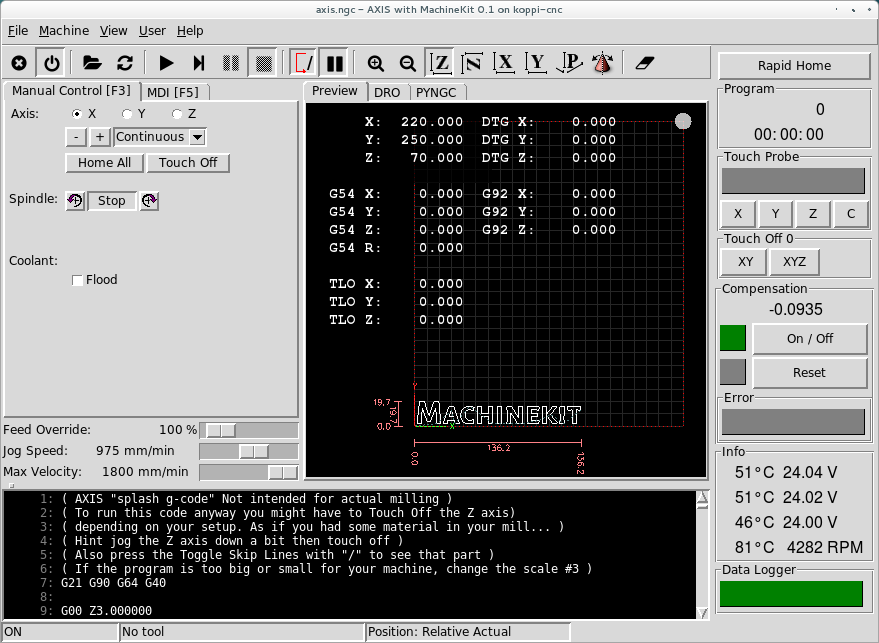 axis.ngc - AXIS with MachineKit 0.1 on koppi-cnc
File Machine View User Help
Z N X Y P
Manual Control [F3] MDI [F5]
Axis: X Y Z
- + Continuous
Home All Touch Off
Spindle: Stop
Coolant:
Flood
Feed Override: 100 %
Jog Speed: 975 mm/min
Max Velocity: 1800 mm/min
Preview DRO PYNGC
X: 220.000 DTG X: 0.000
Y: 250.000 DTG Y: 0.000
Z: 70.000 DTG Z: 0.000
G54 X: 0.000 G92 X: 0.000
G54 Y: 0.000 G92 Y: 0.000
G54 Z: 0.000 G92 Z: 0.000
G54 R: 0.000
TLO X: 0.000
TLO Y: 0.000
TLO Z: 0.000
Y
19.7
19.7
0.0
MACHINEKIT
X
136.2
0.0
136.2
Rapid Home
Program
0
00:00:00
Touch Probe
X Y Z C
Touch Off 0
XY XYZ
Compensation
-0.0935
On / Off
Reset
Error
Info
51°C 24.04 V
51°C 24.02 V
46°C 24.00 V
81°C 4282 RPM
Data Logger
1: ( AXIS "splash g-code" Not intended for actual milling )
2: ( To run this code anyway you might have to Touch Off the Z axis)
3: ( depending on your setup. As if you had some material in your mill... )
4: ( Hint jog the Z axis down a bit then touch off )
5: ( Also press the Toggle Skip Lines with "/" to see that part )
6: ( If the program is too big or small for your machine, change the scale #3 )
7: G21 G90 G64 G40
8:
9: G00 Z3.000000
ON No tool Position: Relative Actual